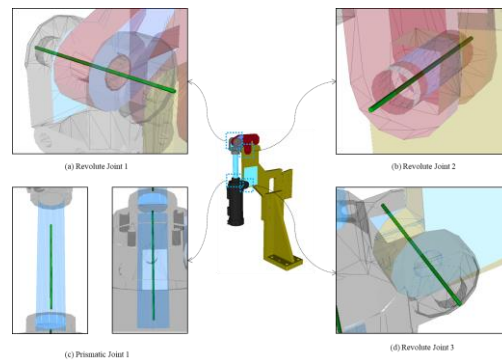 (a) Revolute Joint 1
(b) Revolute Joint 2
(c) Prismatic Joint 1
(d) Revolute Joint 3